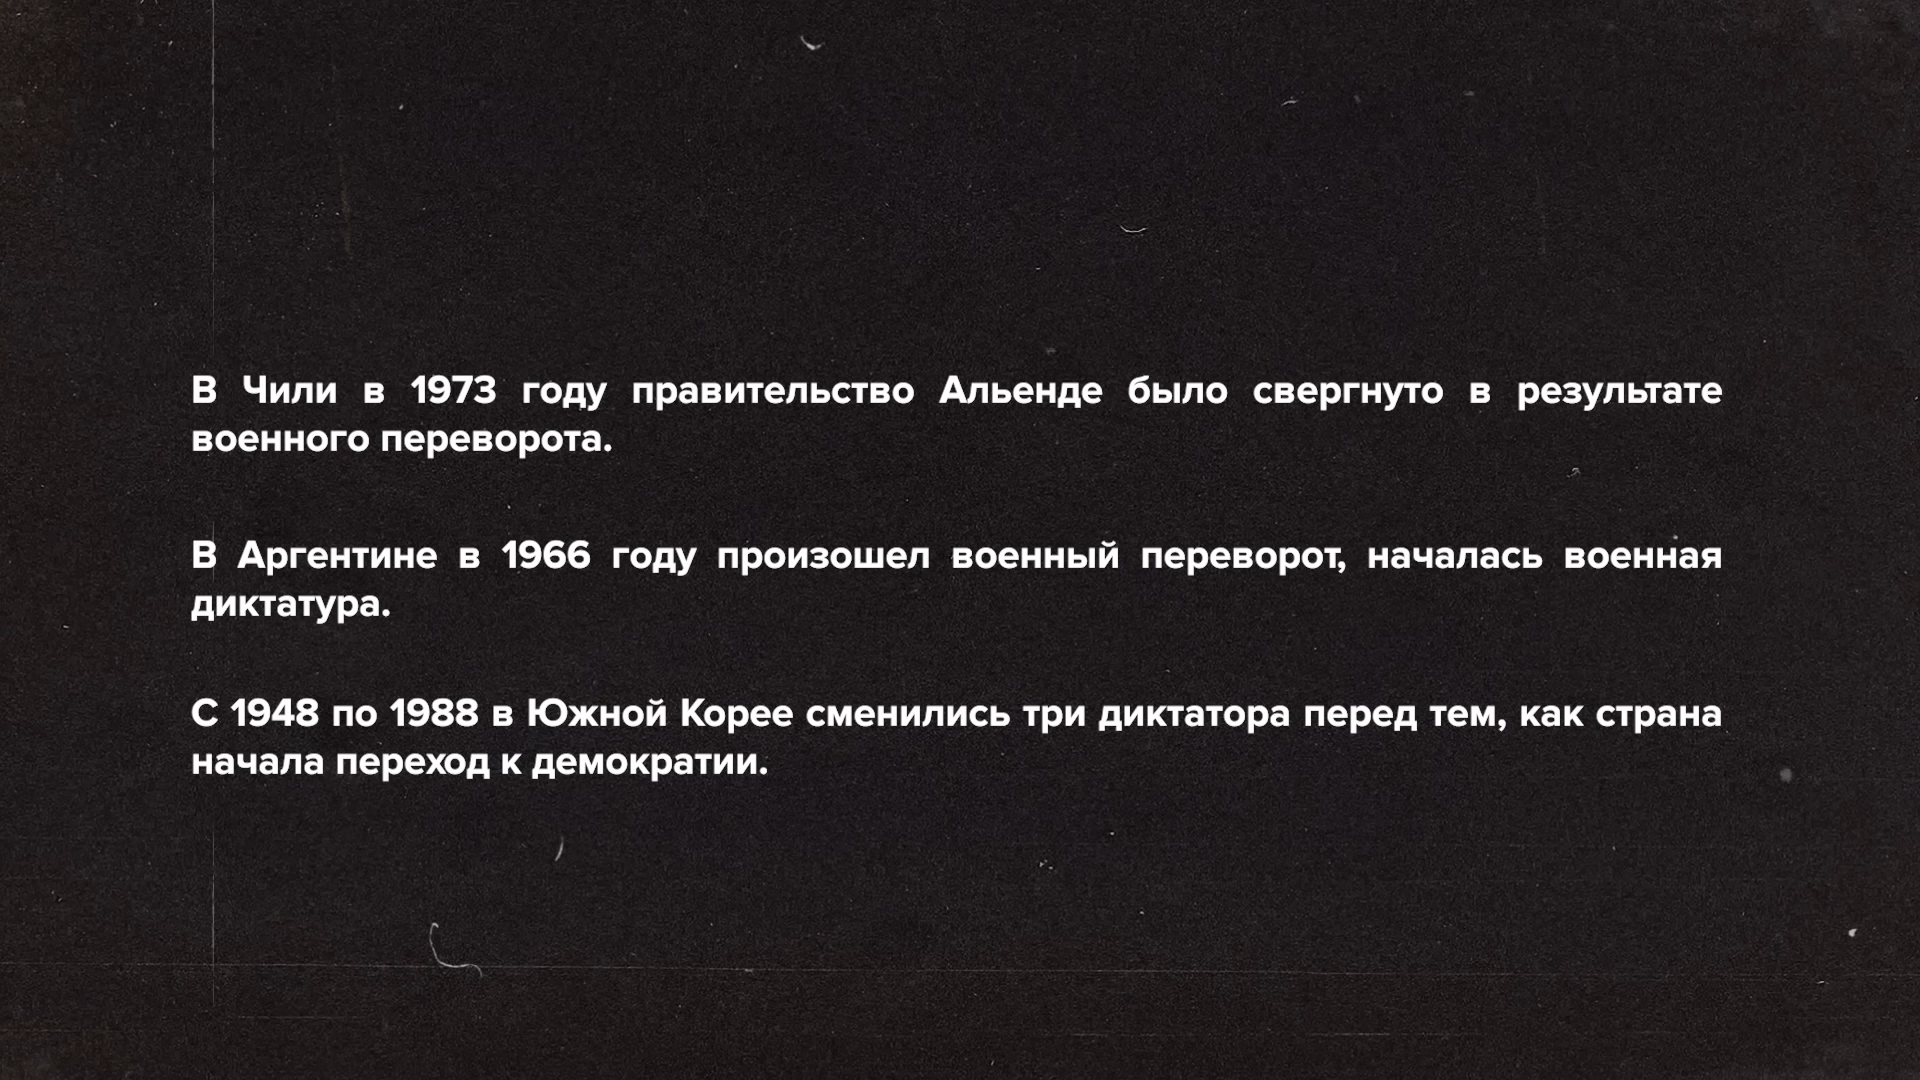 В Чили в 1973 году правительство Альенде было свергнуто в результате
военного переворота.
В Аргентине в 1966 году произошел военный переворот, началась военная
диктатура.
С 1948 по 1988 в Южной Корее сменились три диктатора перед тем, как страна
начала переход к демократии.